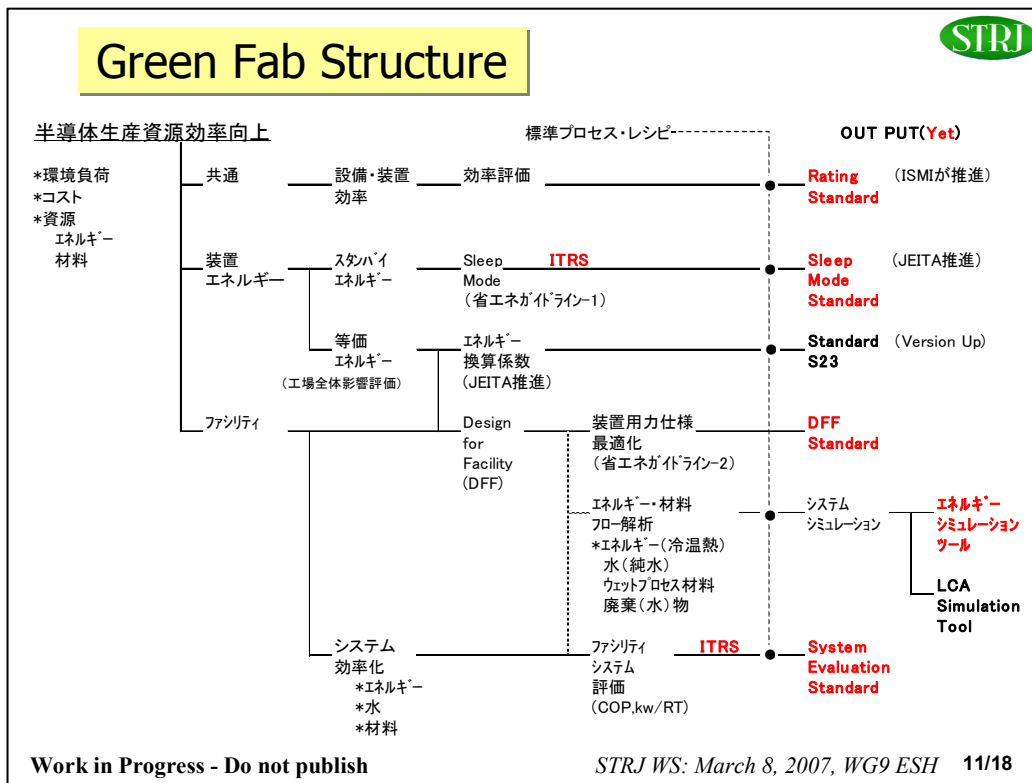 STRJ
Green Fab Structure
半導体生産資源効率向上
標準プロセス・レシピ
OUT PUT(Yet)
*環境負荷
*コスト
*資源
エネルギー
材料
共通
設備・装置
効率
効率評価
Rating
Standard
(ISMIが推進)
装置
エネルギー
スタンバイ
エネルギー
Sleep
Mode
(省エネガイドライン-1)
ITRS
Sleep
Mode
Standard
(JEITA推進)
等価
エネルギー
(工場全体影響評価)
エネルギー
換算係数
(JEITA推進)
Standard
S23
(Version Up)
ファシリティ
Design
for
Facility
(DFF)
装置用力仕様
最適化
(省エネガイドライン-2)
DFF
Standard
エネルギー・材料
フロー解析
*エネルギー(冷温熱)
水(純水)
ウェットプロセス材料
廃棄(水)物
システム
シミュレーション
エネルギー
シミュレーション
ツール
LCA
Simulation
Tool
システム
効率化
*エネルギー
*水
*材料
ファシリティ
システム
評価
(COP,kw/RT)
ITRS
System
Evaluation
Standard
Work in Progress - Do not publish
STRJ WS: March 8, 2007, WG9 ESH
11/18